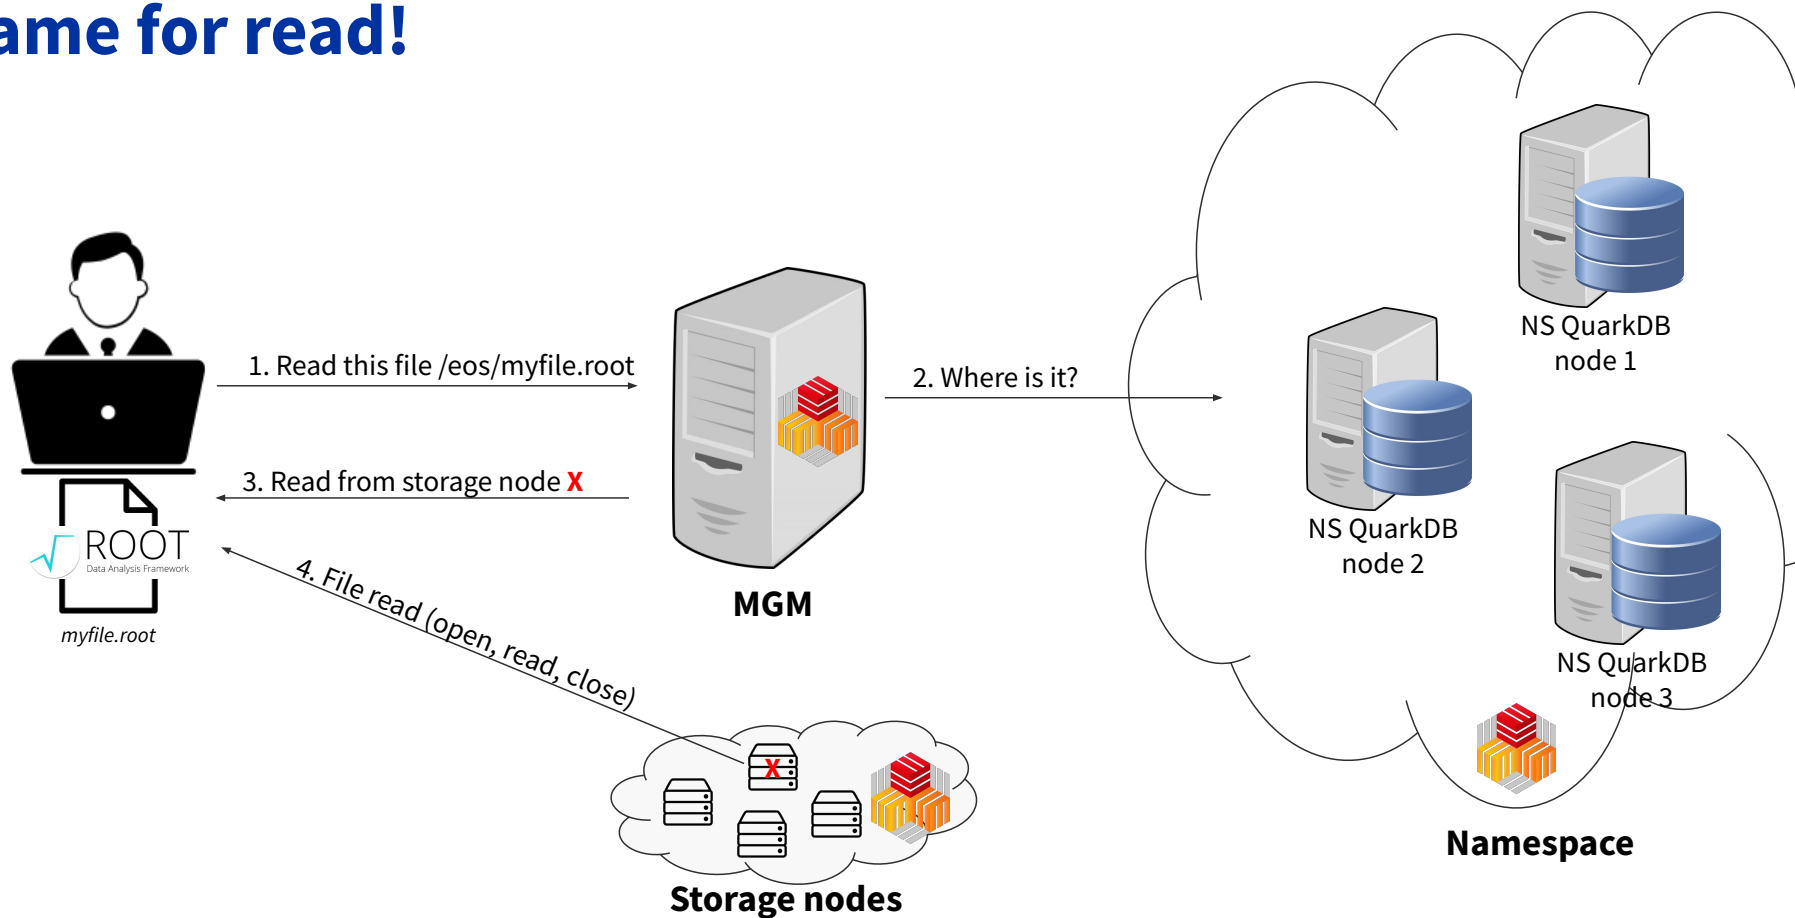 ame for read!
1. Read this file /eos/myfile.root
2. Where is it?
3. Read from storage node X
4. File read (open, read, close)
ROOT
Data Analysis Framework
myfile.root
MGM
X
Storage nodes
NS QuarkDB
node 1
NS QuarkDB
node 2
NS QuarkDB
node 3
Namespace